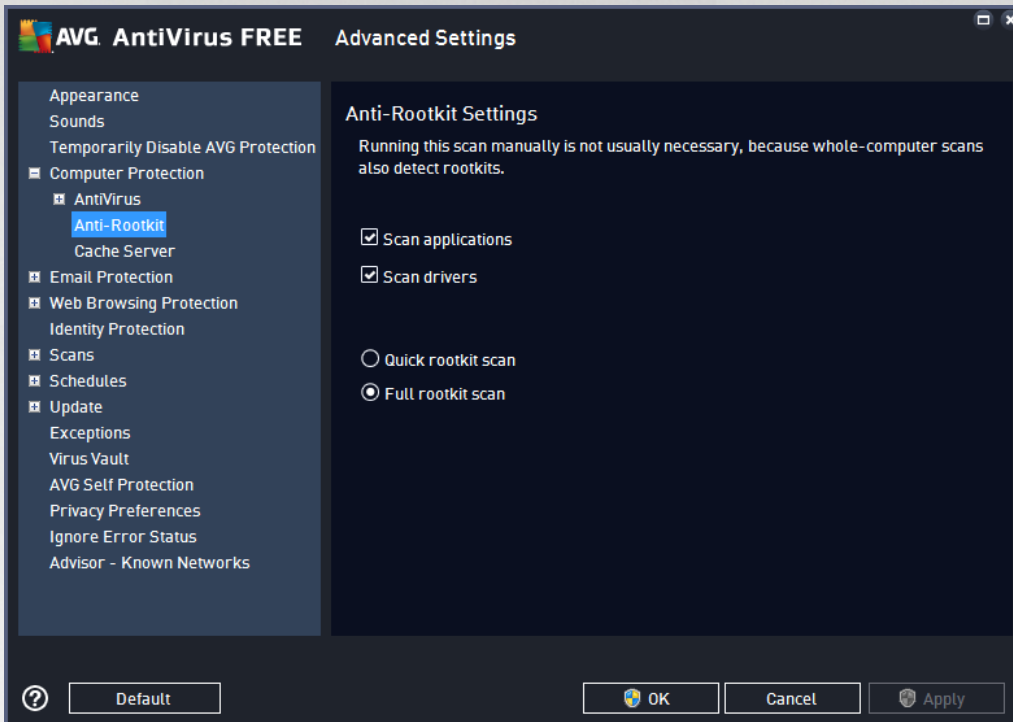 AVG. AntiVirus FREE Advanced Settings
Appearance
Sounds
Temporarily Disable AVG Protection
Computer Protection
AntiVirus
Anti-Rootkit
Cache Server
Email Protection
Web Browsing Protection
Identity Protection
Scans
Schedules
Update
Exceptions
Virus Vault
AVG Self Protection
Privacy Preferences
Ignore Error Status
Advisor - Known Networks
Anti-Rootkit Settings
Running this scan manually is not usually necessary, because whole-computer scans
also detect rootkits.
Scan applications
Scan drivers
Quick rootkit scan
Full rootkit scan
? Default OK Cancel Apply